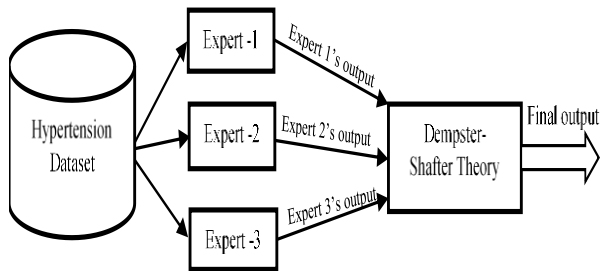 Hypertension
Dataset
Expert -1
Expert -2
Expert -3
Expert 1's output
Expert 2's output
Expert 3's output
Dempster-
Shafter Theory
Final output